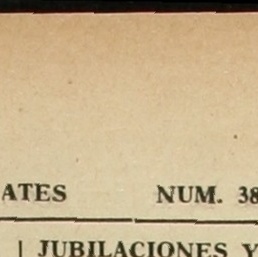 ATES NUM. 38
JUBILACIONES Y